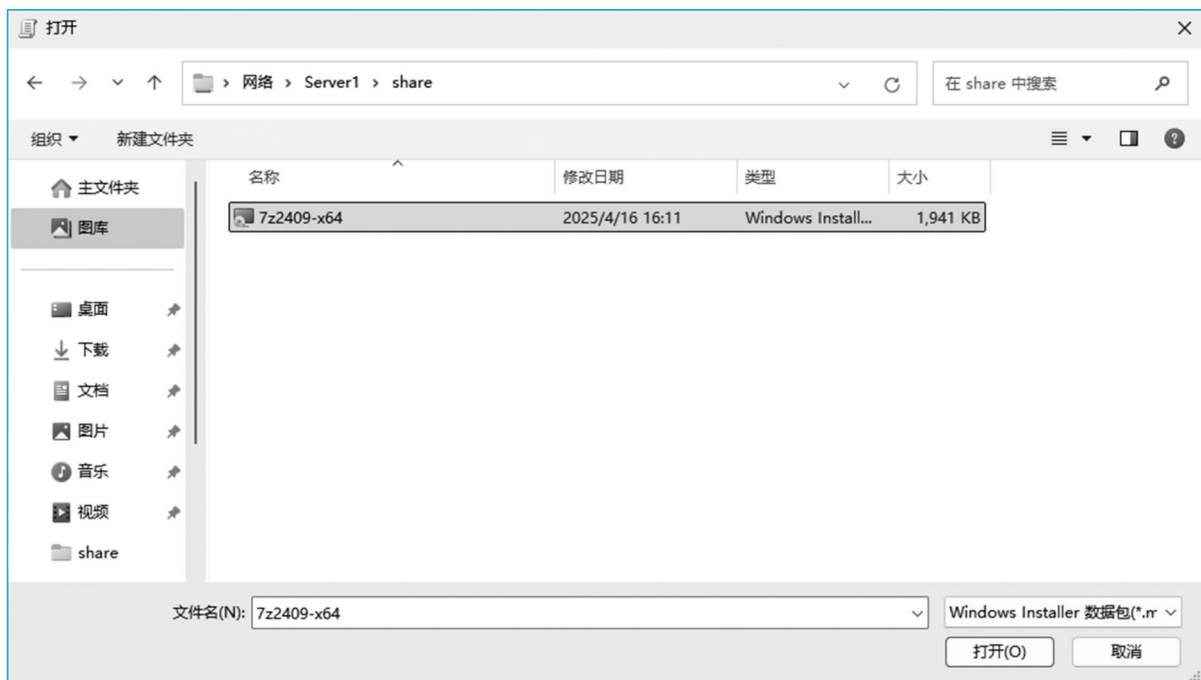 打开
网络 › Server1 › share
在 share 中搜索
组织 新建文件夹
主文件夹
图库
桌面
下载
文档
图片
音乐
视频
share
名称 修改日期 类型 大小
7z2409-x64 2025/4/16 16:11 Windows Install... 1,941 KB
文件名(N): 7z2409-x64 Windows Installer 数据包(*.m
打开(O) 取消